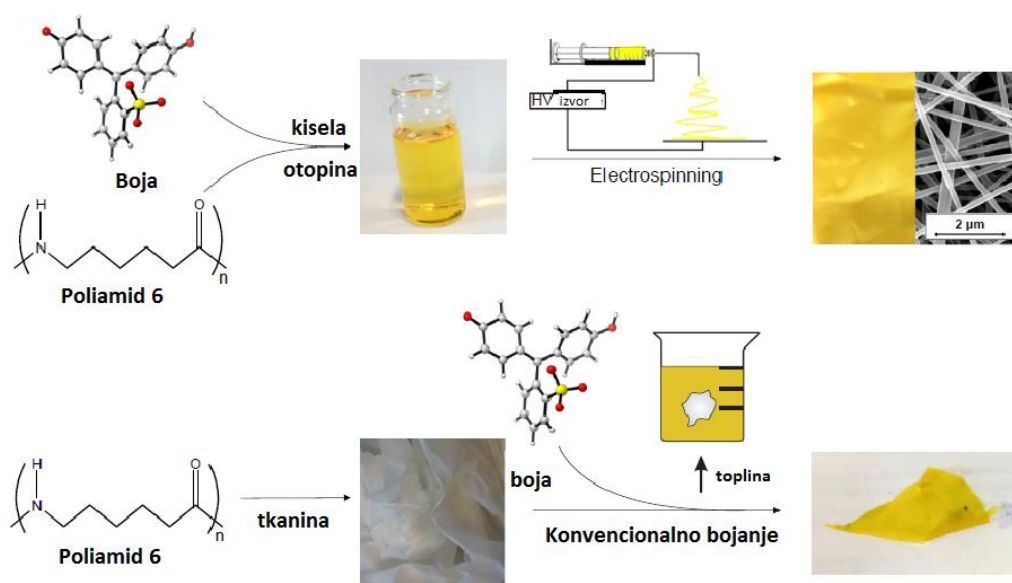 Boja
kisela
otopina
H
O
N
n
Poliamid 6
HV izvor
Electrospinning
2 µm
H
O
N
n
Poliamid 6
tkanina
boja
toplina
Konvencionalno bojanje